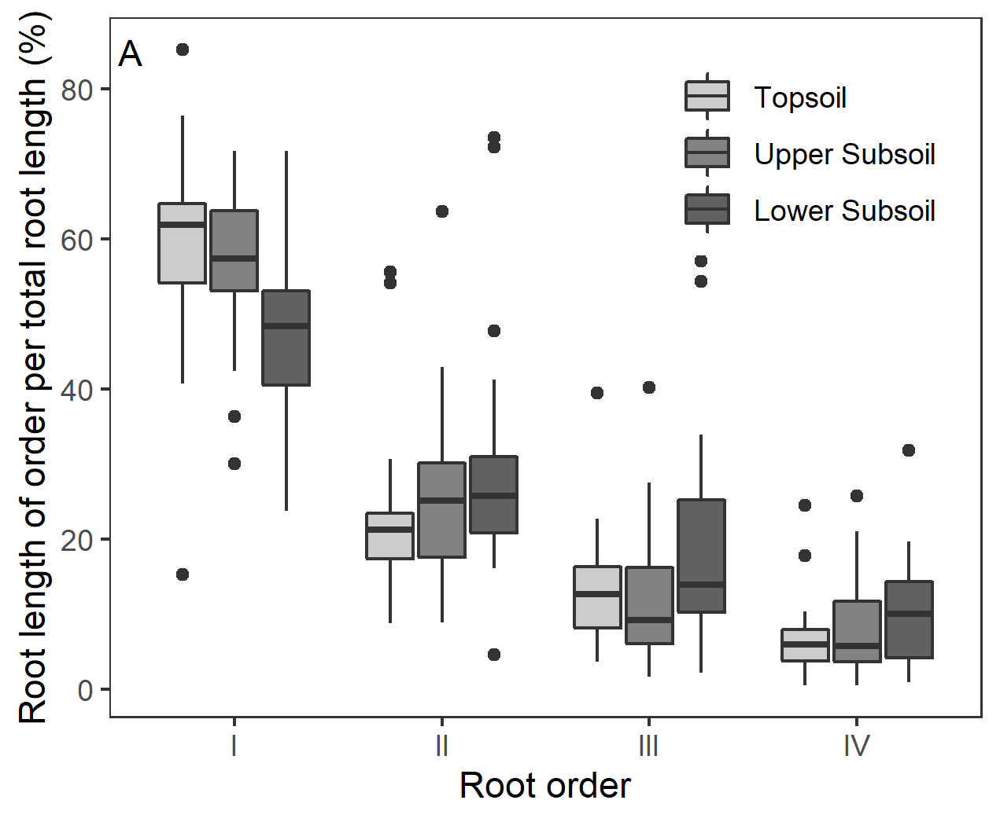 A
Root length of order per total root length (%)
80
60
40
20
0
Topsoil
Upper Subsoil
Lower Subsoil
I
II
III
IV
Root order